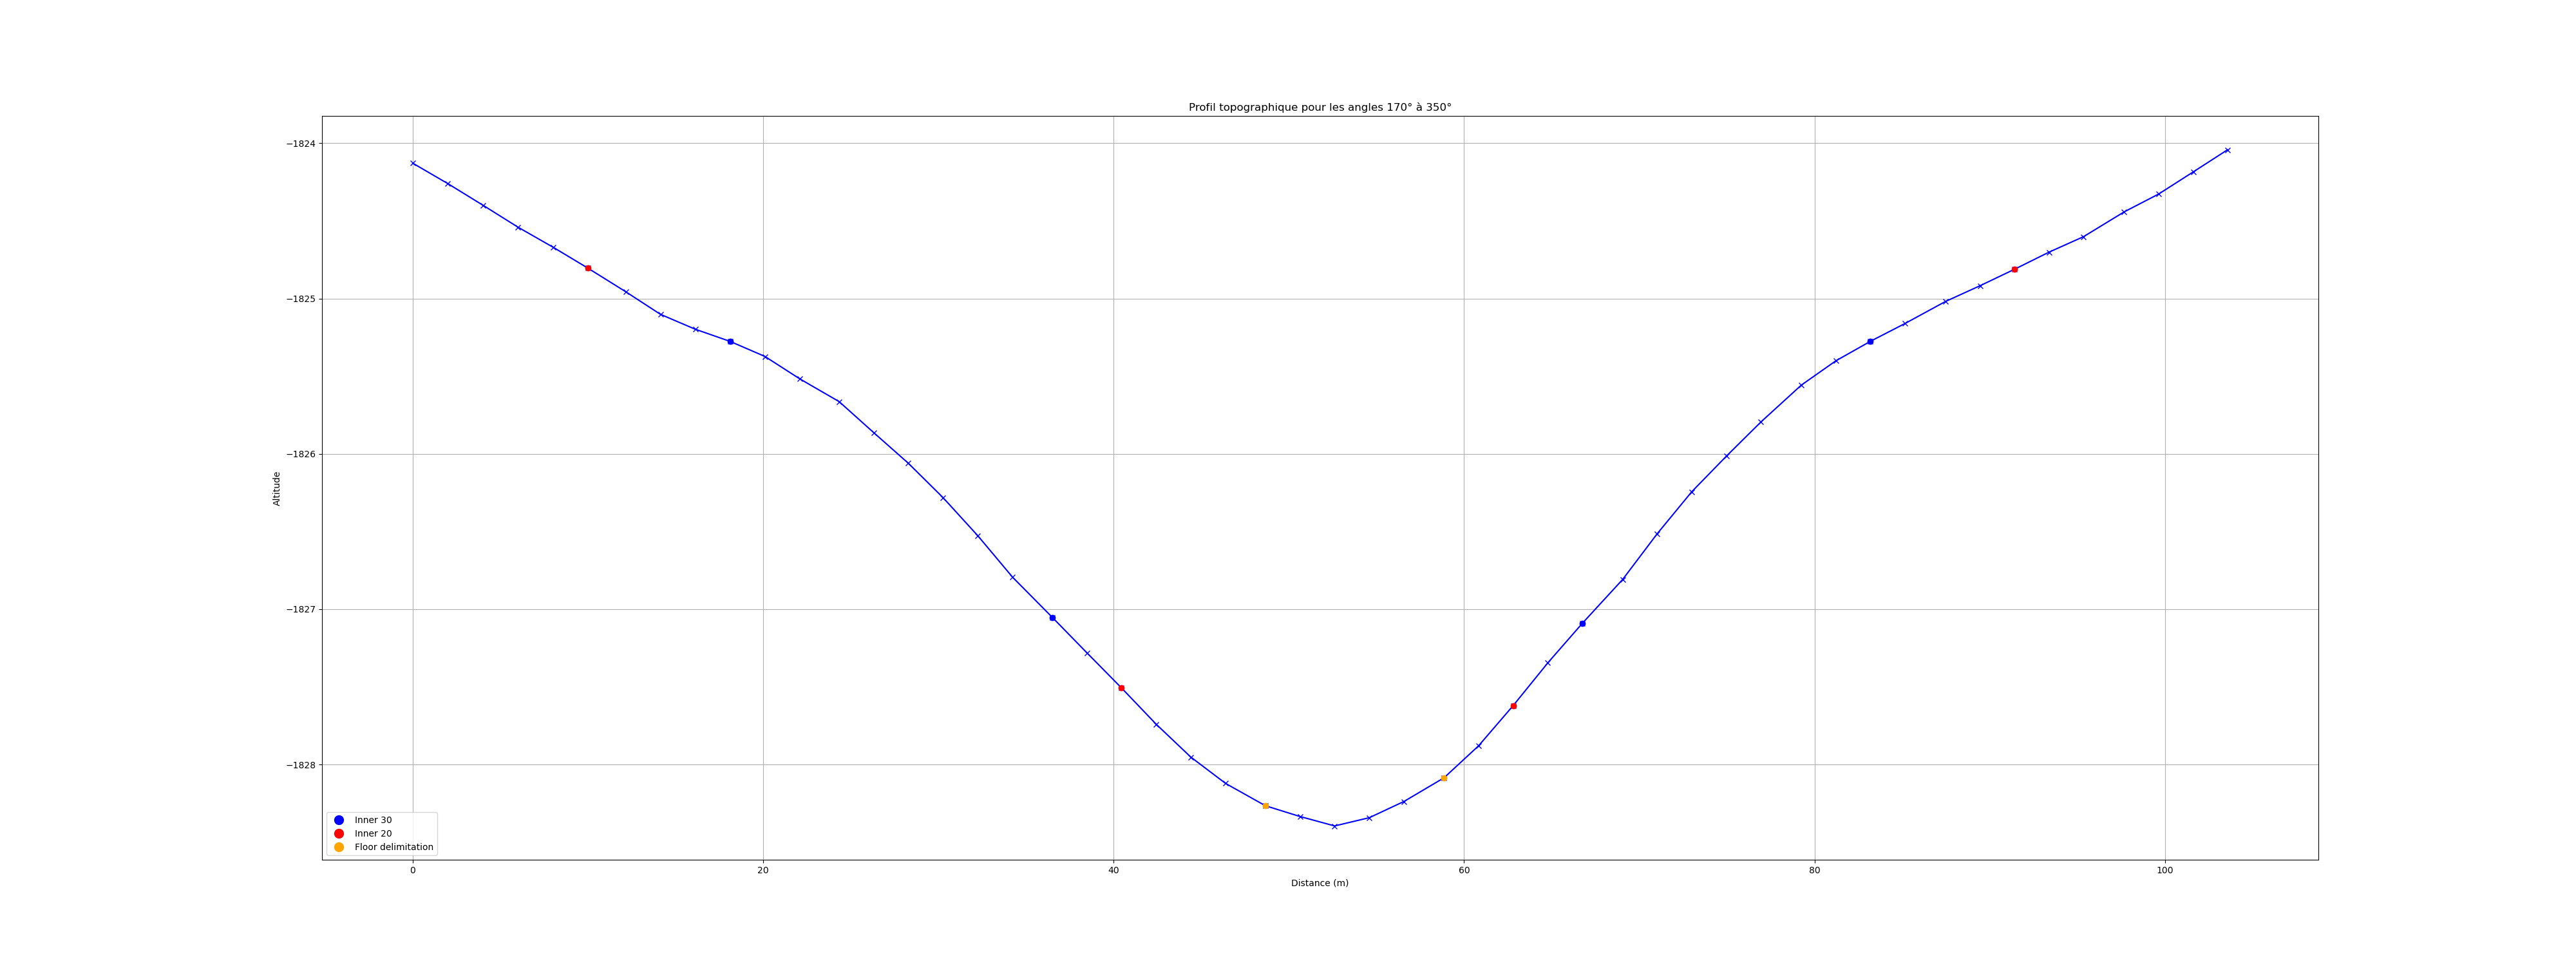 Profil topographique pour les angles 170° à 350°
−1824
−1825
−1826
−1827
−1828
Altitude
Inner 30
Inner 20
Floor delimitation
0
20
40
60
80
100
Distance (m)